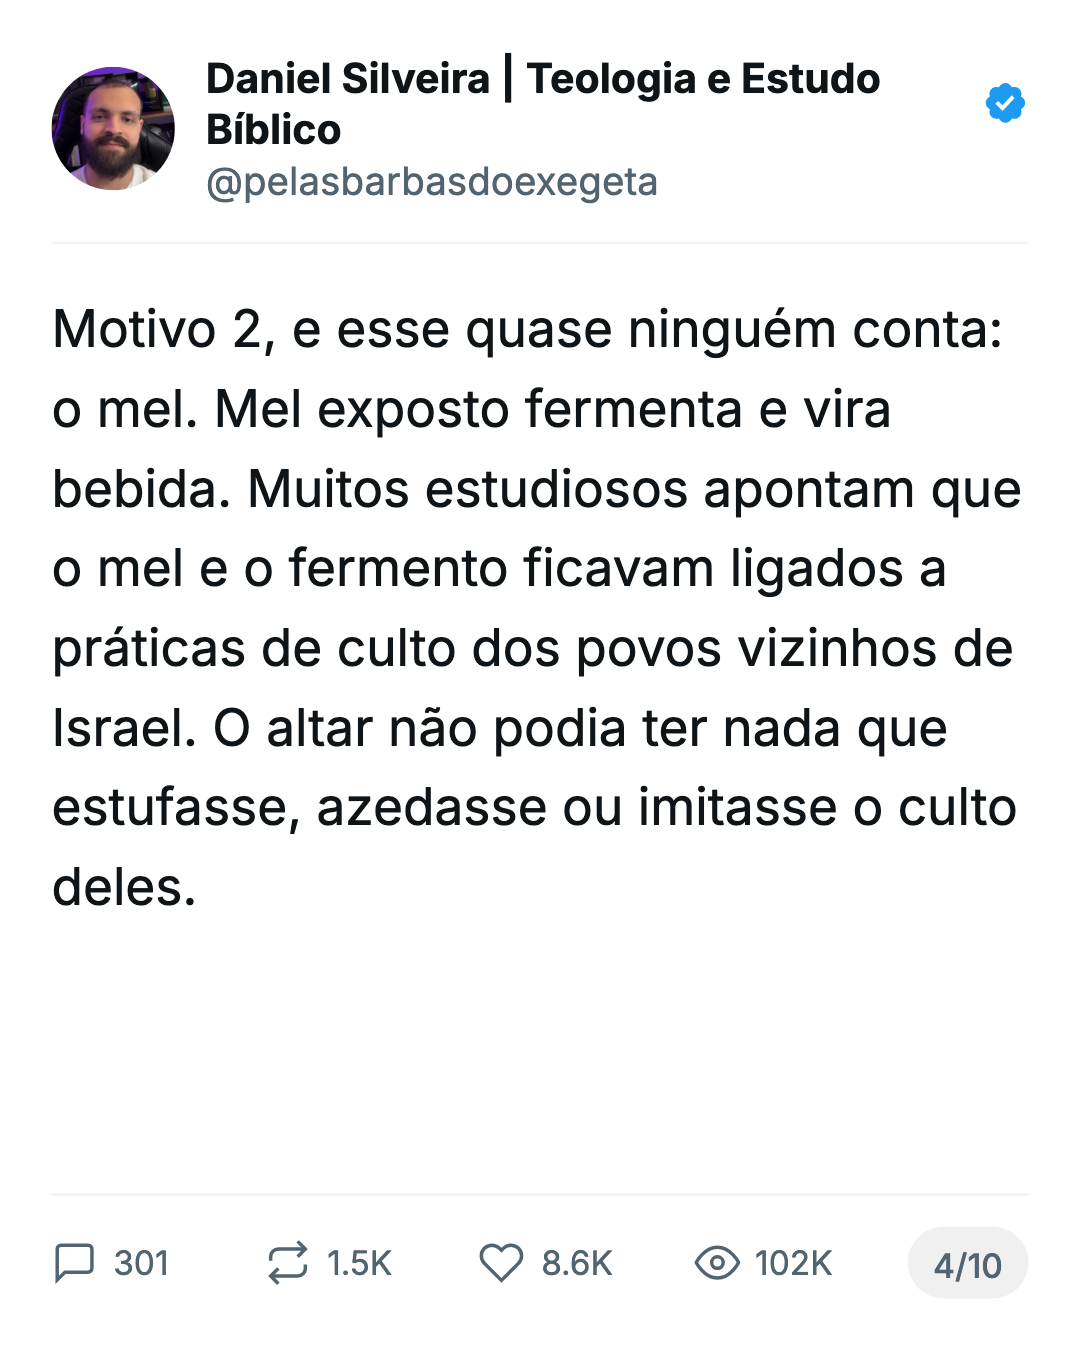 Daniel Silveira | Teologia e Estudo
Bíblico
@pelasbarbasdoexegeta
Motivo 2, e esse quase ninguém conta:
o mel. Mel exposto fermenta e vira
bebida. Muitos estudiosos apontam que
o mel e o fermento ficavam ligados a
práticas de culto dos povos vizinhos de
Israel. O altar não podia ter nada que
estufasse, azedasse ou imitasse o culto
deles.
301 1.5K 8.6K 102K 4/10